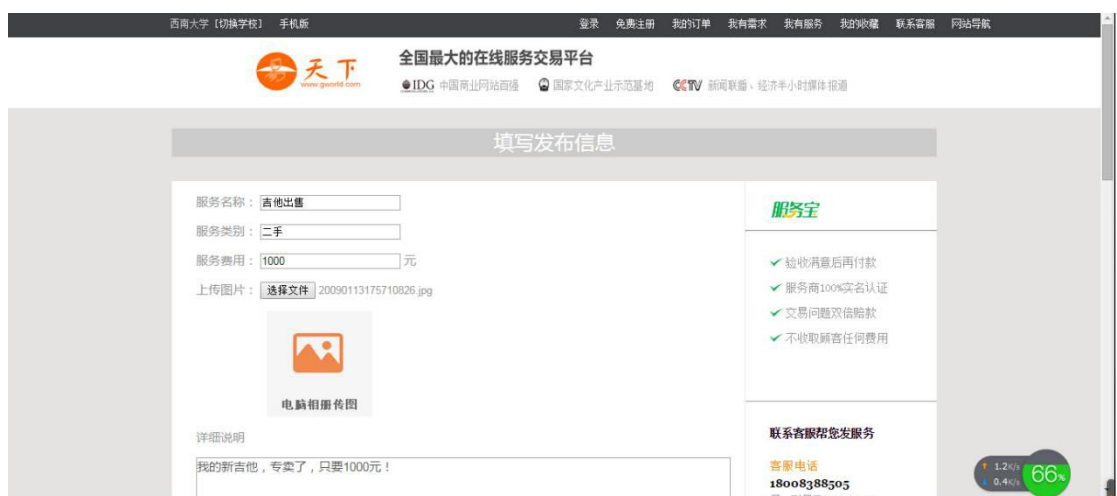 西南大学【切换学校】 手机版 登录 免费注册 我的订单 我有需求 我有服务 我的收藏 联系客服 网站导航
天下
www.gworld.com
全国最大的在线服务交易平台
IDG 中国商业网站百强 国家文化产业示范基地 CCTV 新闻联播、经济半小时媒体报道
填写发布信息
服务名称： 吉他出售
服务类别： 二手
服务费用： 1000 元
上传图片： 选择文件 20090113175710826.jpg
电脑相册传图
详细说明
我的新吉他，专卖了，只要1000元！
服务宝
验收满意后再付款
服务商100%实名认证
交易问题双倍赔款
不收取顾客任何费用
联系客服帮您发服务
客服电话
18008388505
1.2K/s
0.4K/s
66%